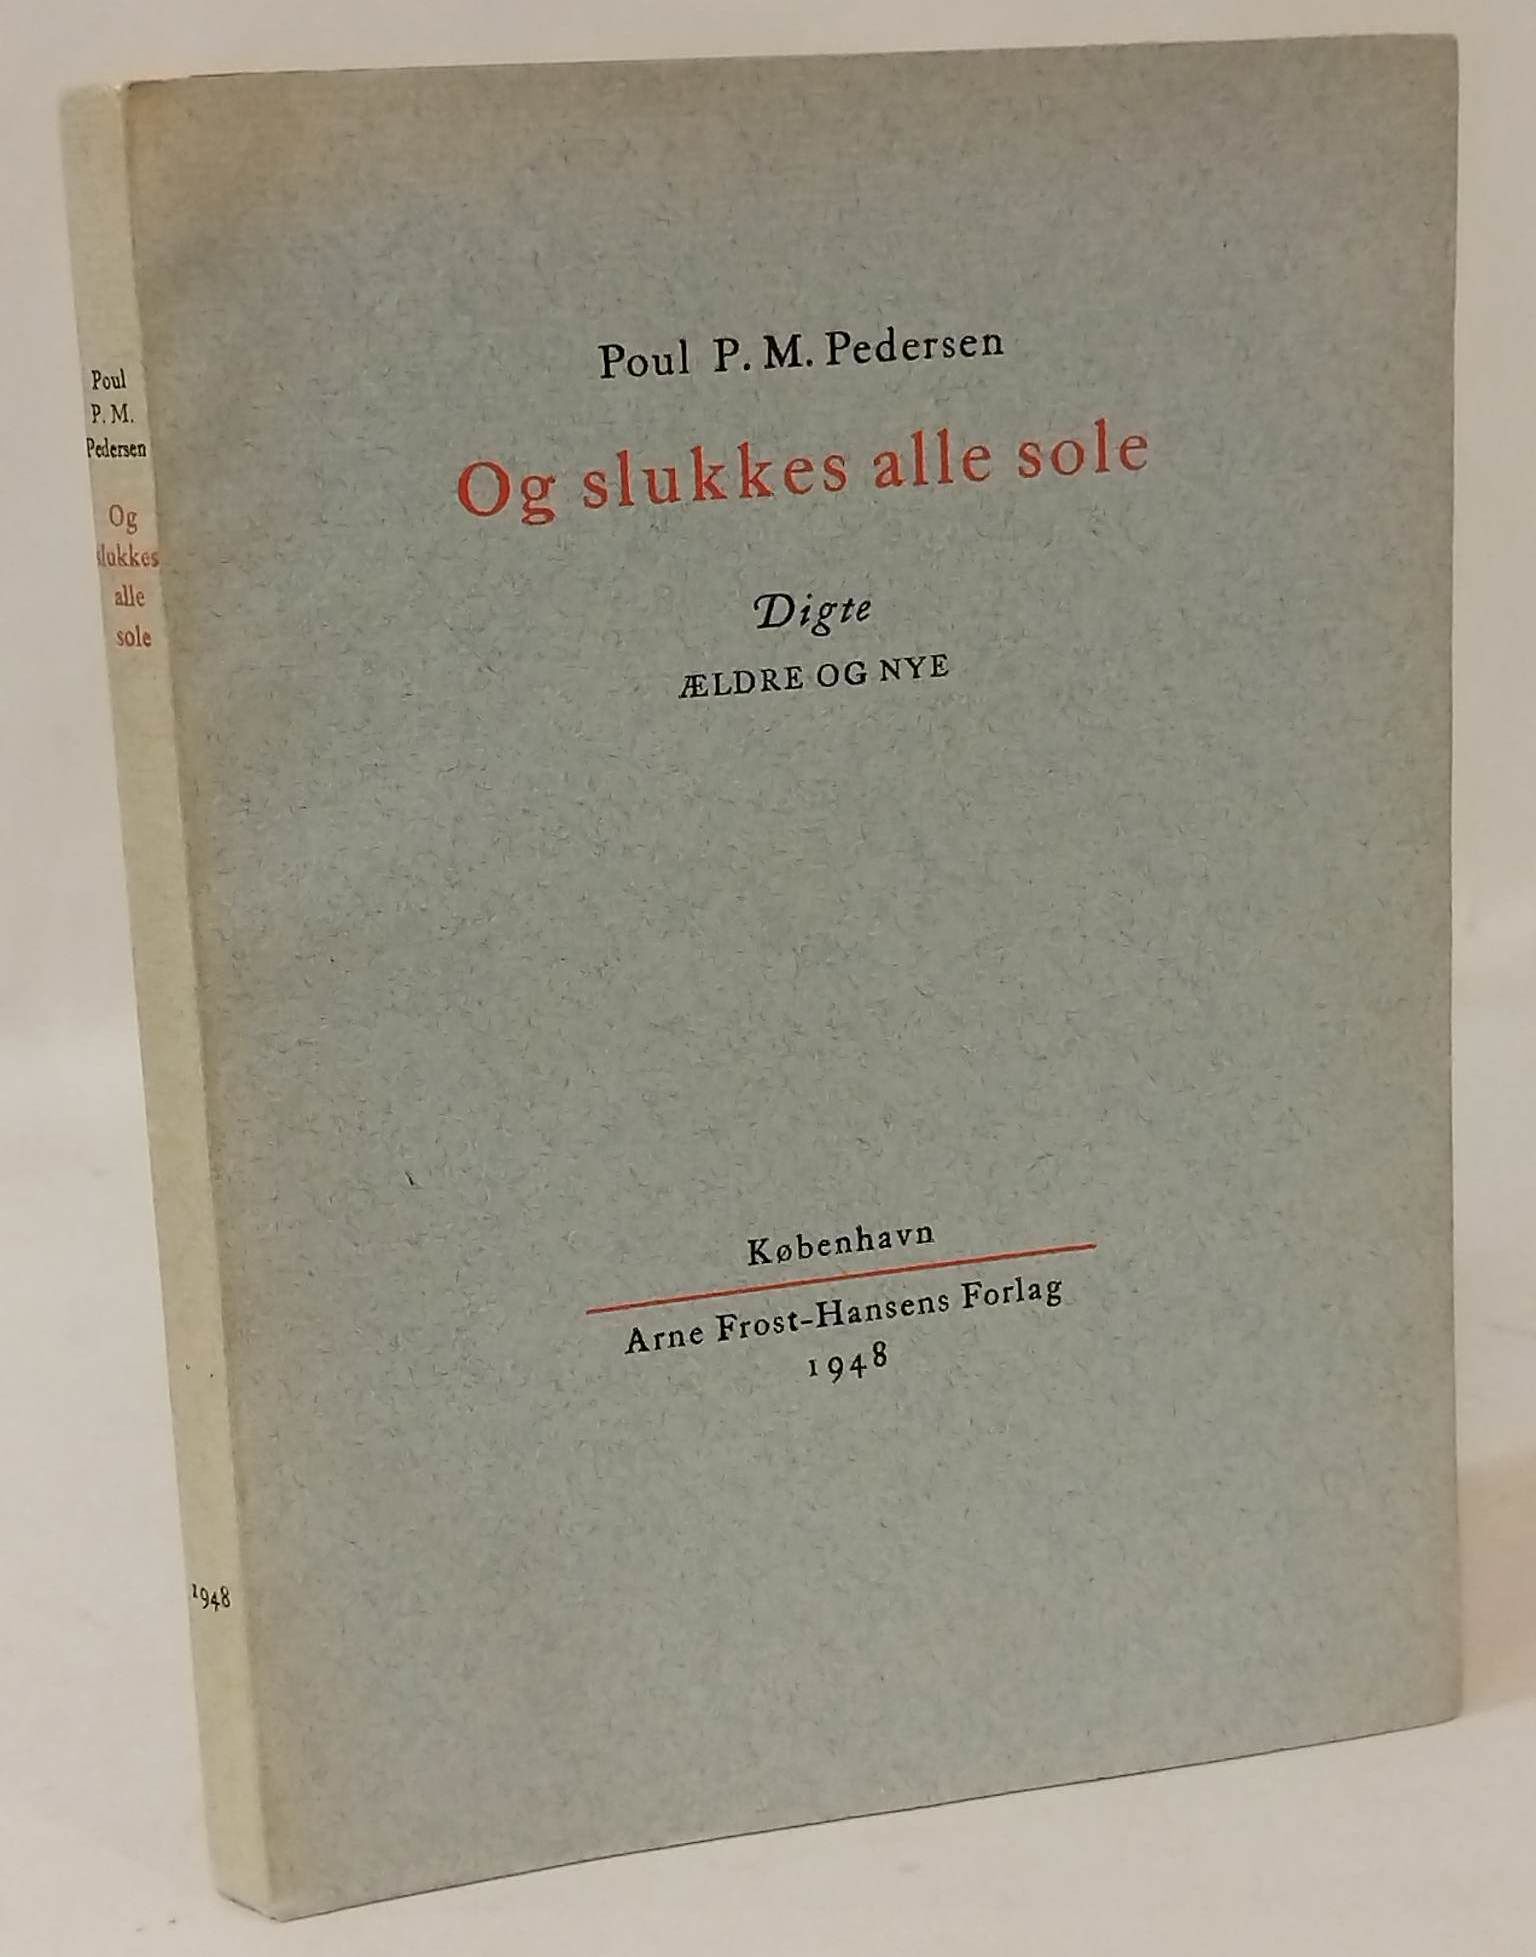 Poul P. M. Pedersen
Og slukkes alle sole
Digte
ÆLDRE OG NYE
København
Arne Frost-Hansens Forlag
1948
Poul
P. M.
Pedersen
Og
slukkes
alle
sole
1948